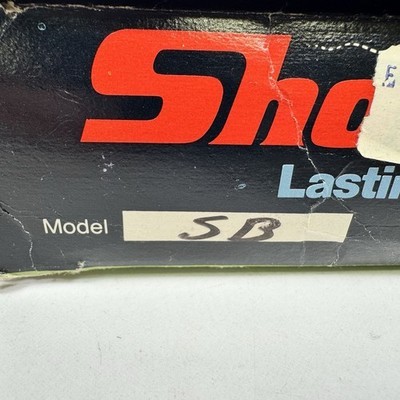 Sho
E
Lastin
Model SB